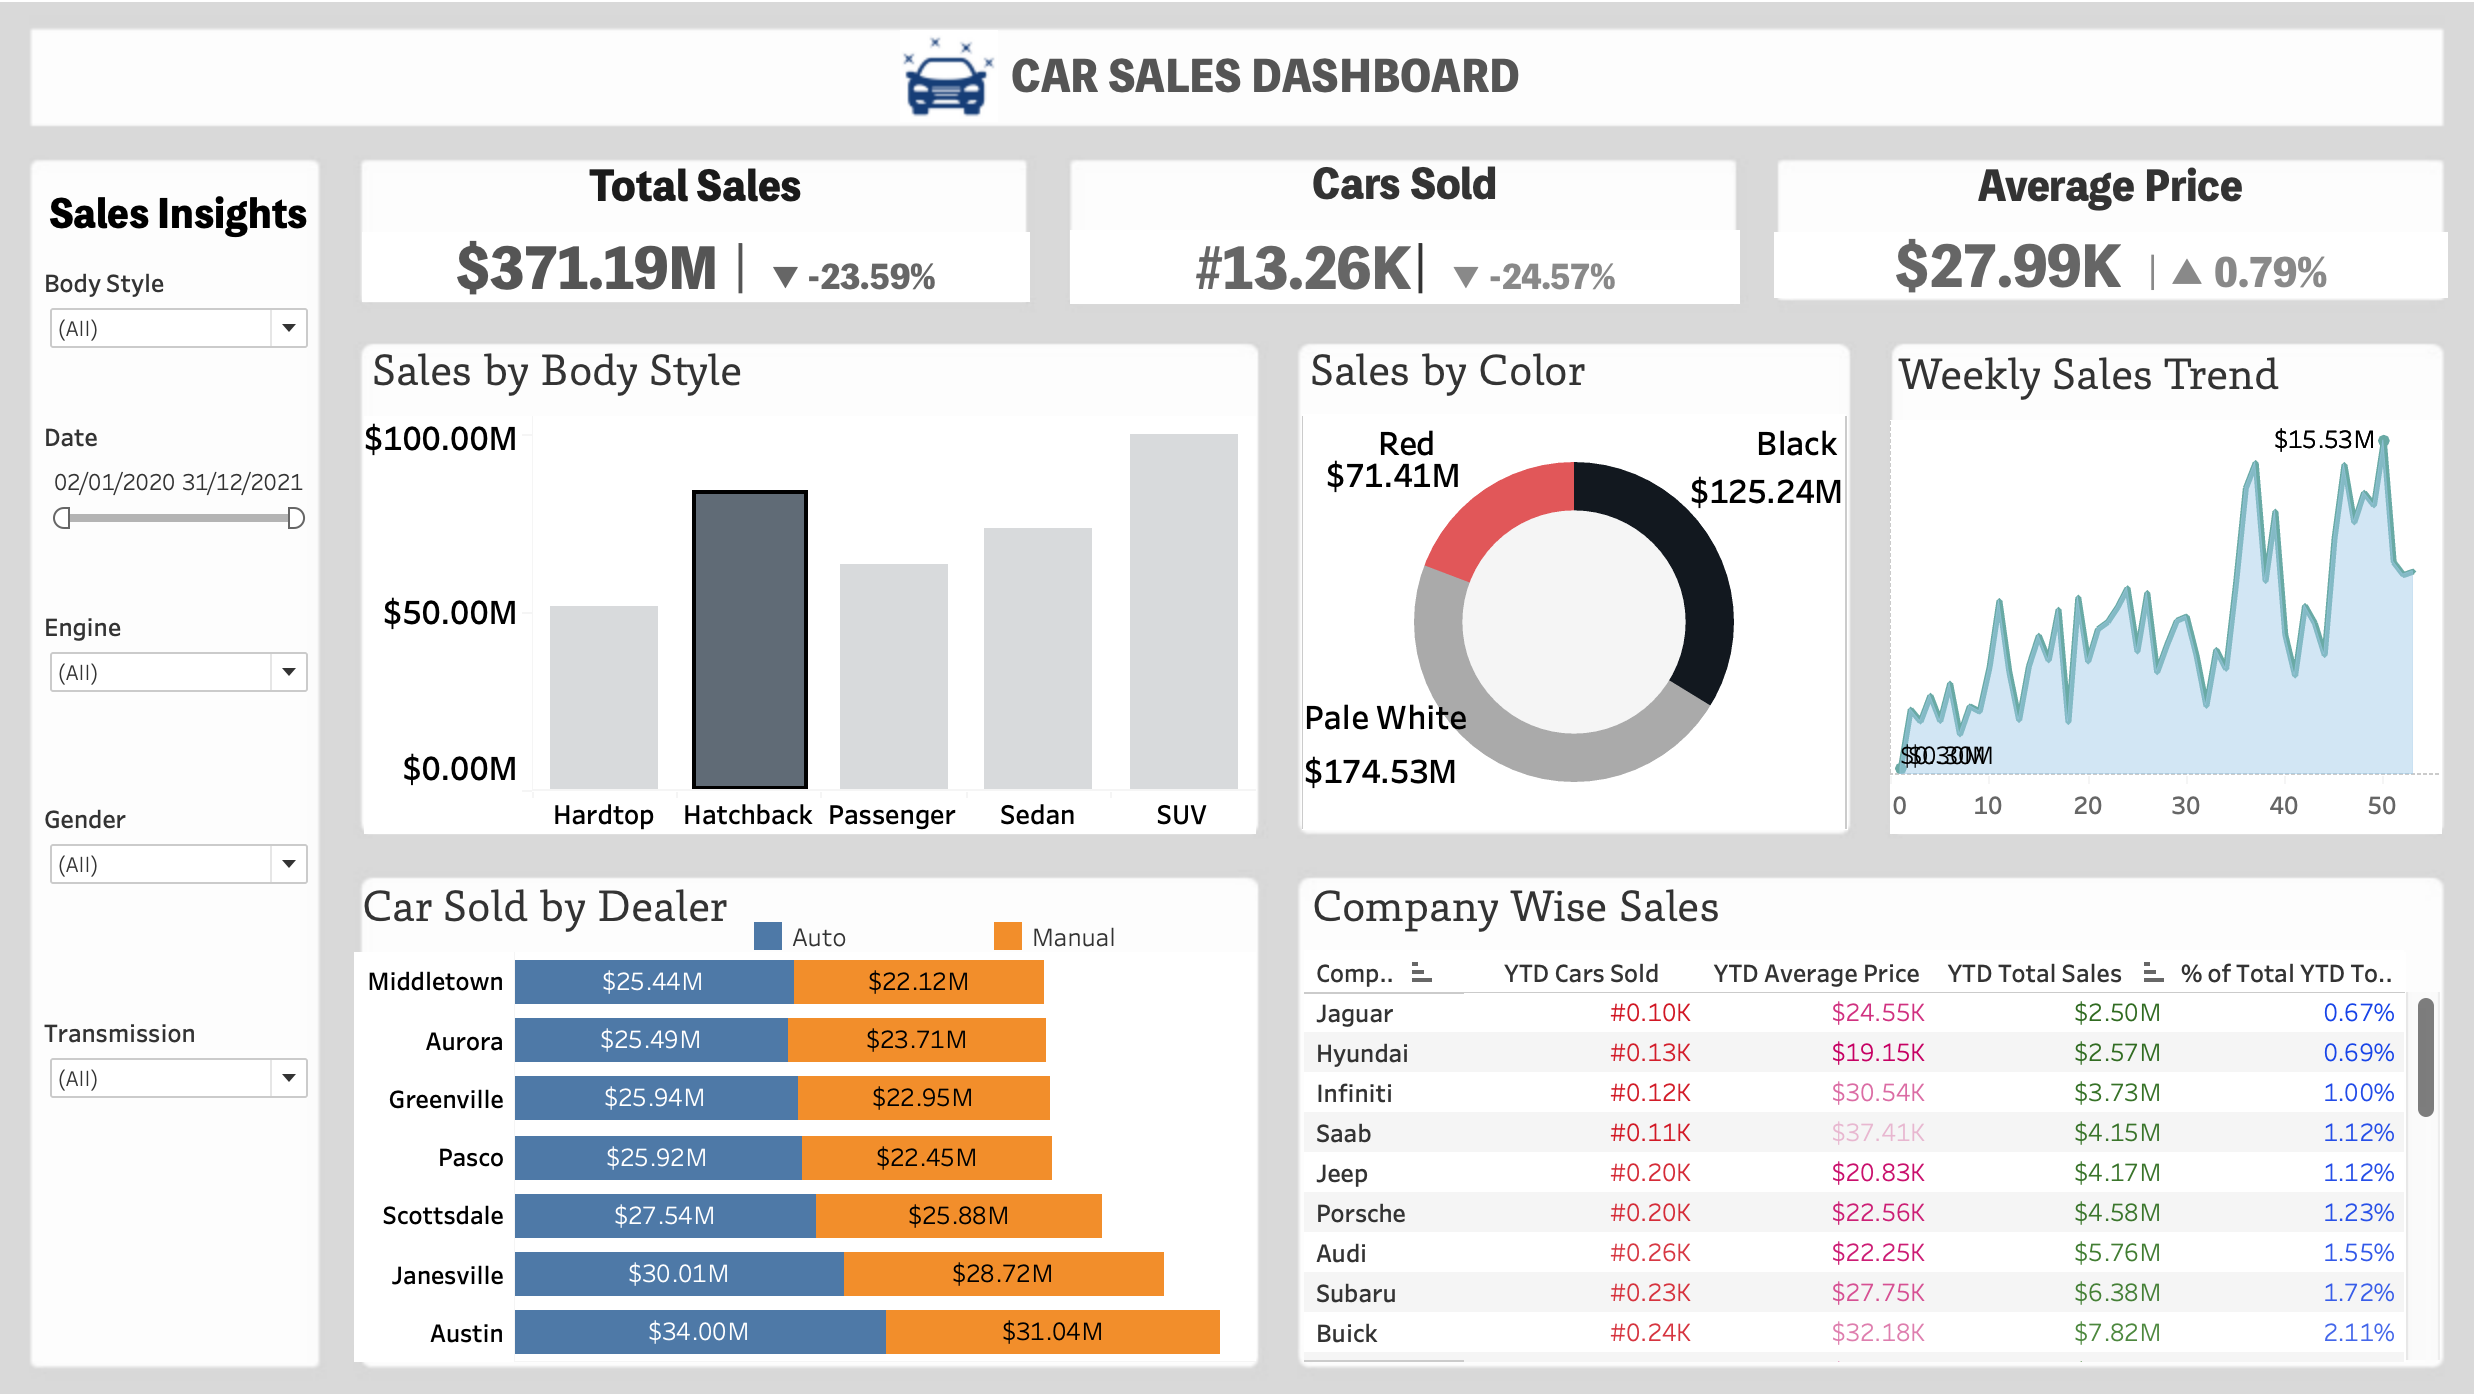 CAR SALES DASHBOARD
Sales Insights
Body Style
(All)
Date
02/01/2020 31/12/2021
Engine
(All)
Gender
(All)
Transmission
(All)
Total Sales
$371.19M | ▼ -23.59%
Cars Sold
#13.26K| ▼ -24.57%
Average Price
$27.99K | ▲ 0.79%
Sales by Body Style
$100.00M
$50.00M
$0.00M
Hardtop Hatchback Passenger Sedan SUV
Sales by Color
Red
$71.41M
Black
$125.24M
Pale White
$174.53M
Weekly Sales Trend
$15.53M
0 10 20 30 40 50
Car Sold by Dealer
Auto Manual
Middletown $25.44M $22.12M
Aurora $25.49M $23.71M
Greenville $25.94M $22.95M
Pasco $25.92M $22.45M
Scottsdale $27.54M $25.88M
Janesville $30.01M $28.72M
Austin $34.00M $31.04M
Company Wise Sales
Comp.. YTD Cars Sold YTD Average Price YTD Total Sales % of Total YTD To..
Jaguar #0.10K $24.55K $2.50M 0.67%
Hyundai #0.13K $19.15K $2.57M 0.69%
Infiniti #0.12K $30.54K $3.73M 1.00%
Saab #0.11K $37.41K $4.15M 1.12%
Jeep #0.20K $20.83K $4.17M 1.12%
Porsche #0.20K $22.56K $4.58M 1.23%
Audi #0.26K $22.25K $5.76M 1.55%
Subaru #0.23K $27.75K $6.38M 1.72%
Buick #0.24K $32.18K $7.82M 2.11%